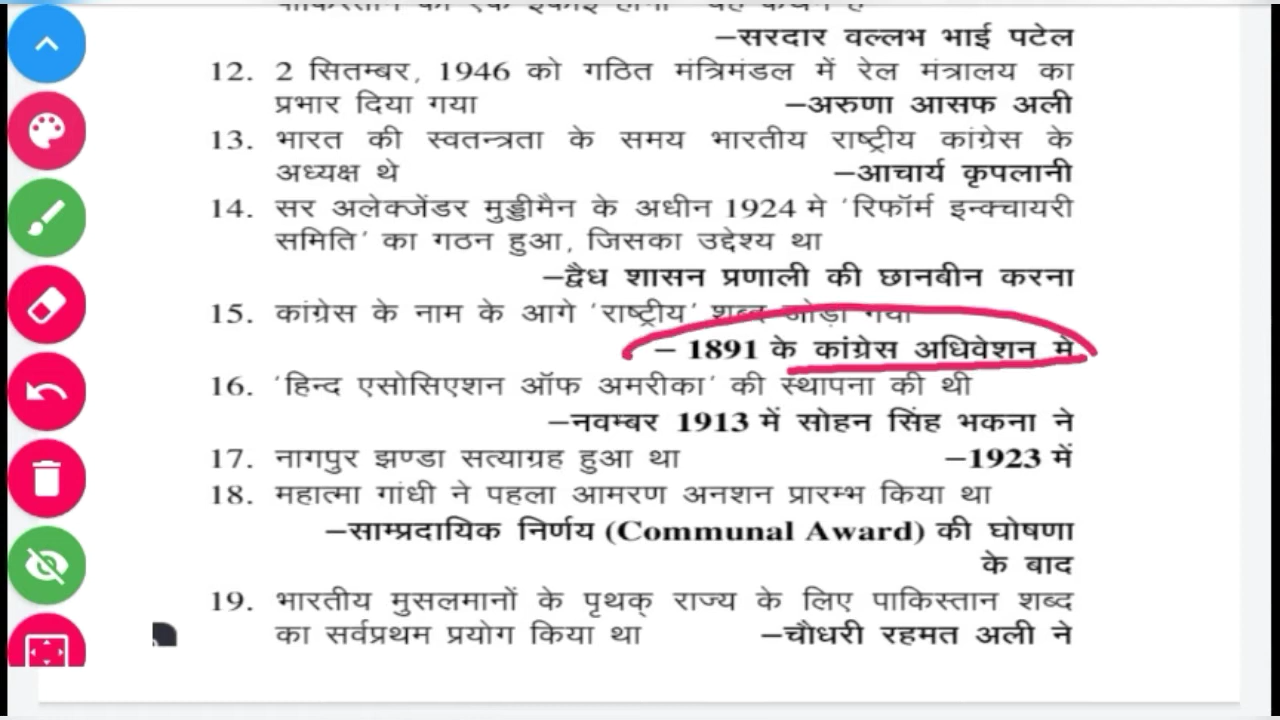 –सरदार वल्लभ भाई पटेल
12. 2 सितम्बर, 1946 को गठित मंत्रिमंडल में रेल मंत्रालय का
प्रभार दिया गया –अरुणा आसफ अली
13. भारत की स्वतन्त्रता के समय भारतीय राष्ट्रीय कांग्रेस के
अध्यक्ष थे –आचार्य कृपलानी
14. सर अलेक्जेंडर मुड्डीमैन के अधीन 1924 मे 'रिफॉर्म इन्क्चायरी
समिति' का गठन हुआ, जिसका उद्देश्य था
–द्वैध शासन प्रणाली की छानबीन करना
15. कांग्रेस के नाम के आगे 'राष्ट्रीय' शब्द जोड़ा गया
– 1891 के कांग्रेस अधिवेशन में
16. 'हिन्द एसोसिएशन ऑफ अमरीका' की स्थापना की थी
–नवम्बर 1913 में सोहन सिंह भकना ने
17. नागपुर झण्डा सत्याग्रह हुआ था –1923 में
18. महात्मा गांधी ने पहला आमरण अनशन प्रारम्भ किया था
–साम्प्रदायिक निर्णय (Communal Award) की घोषणा
के बाद
19. भारतीय मुसलमानों के पृथक् राज्य के लिए पाकिस्तान शब्द
का सर्वप्रथम प्रयोग किया था –चौधरी रहमत अली ने